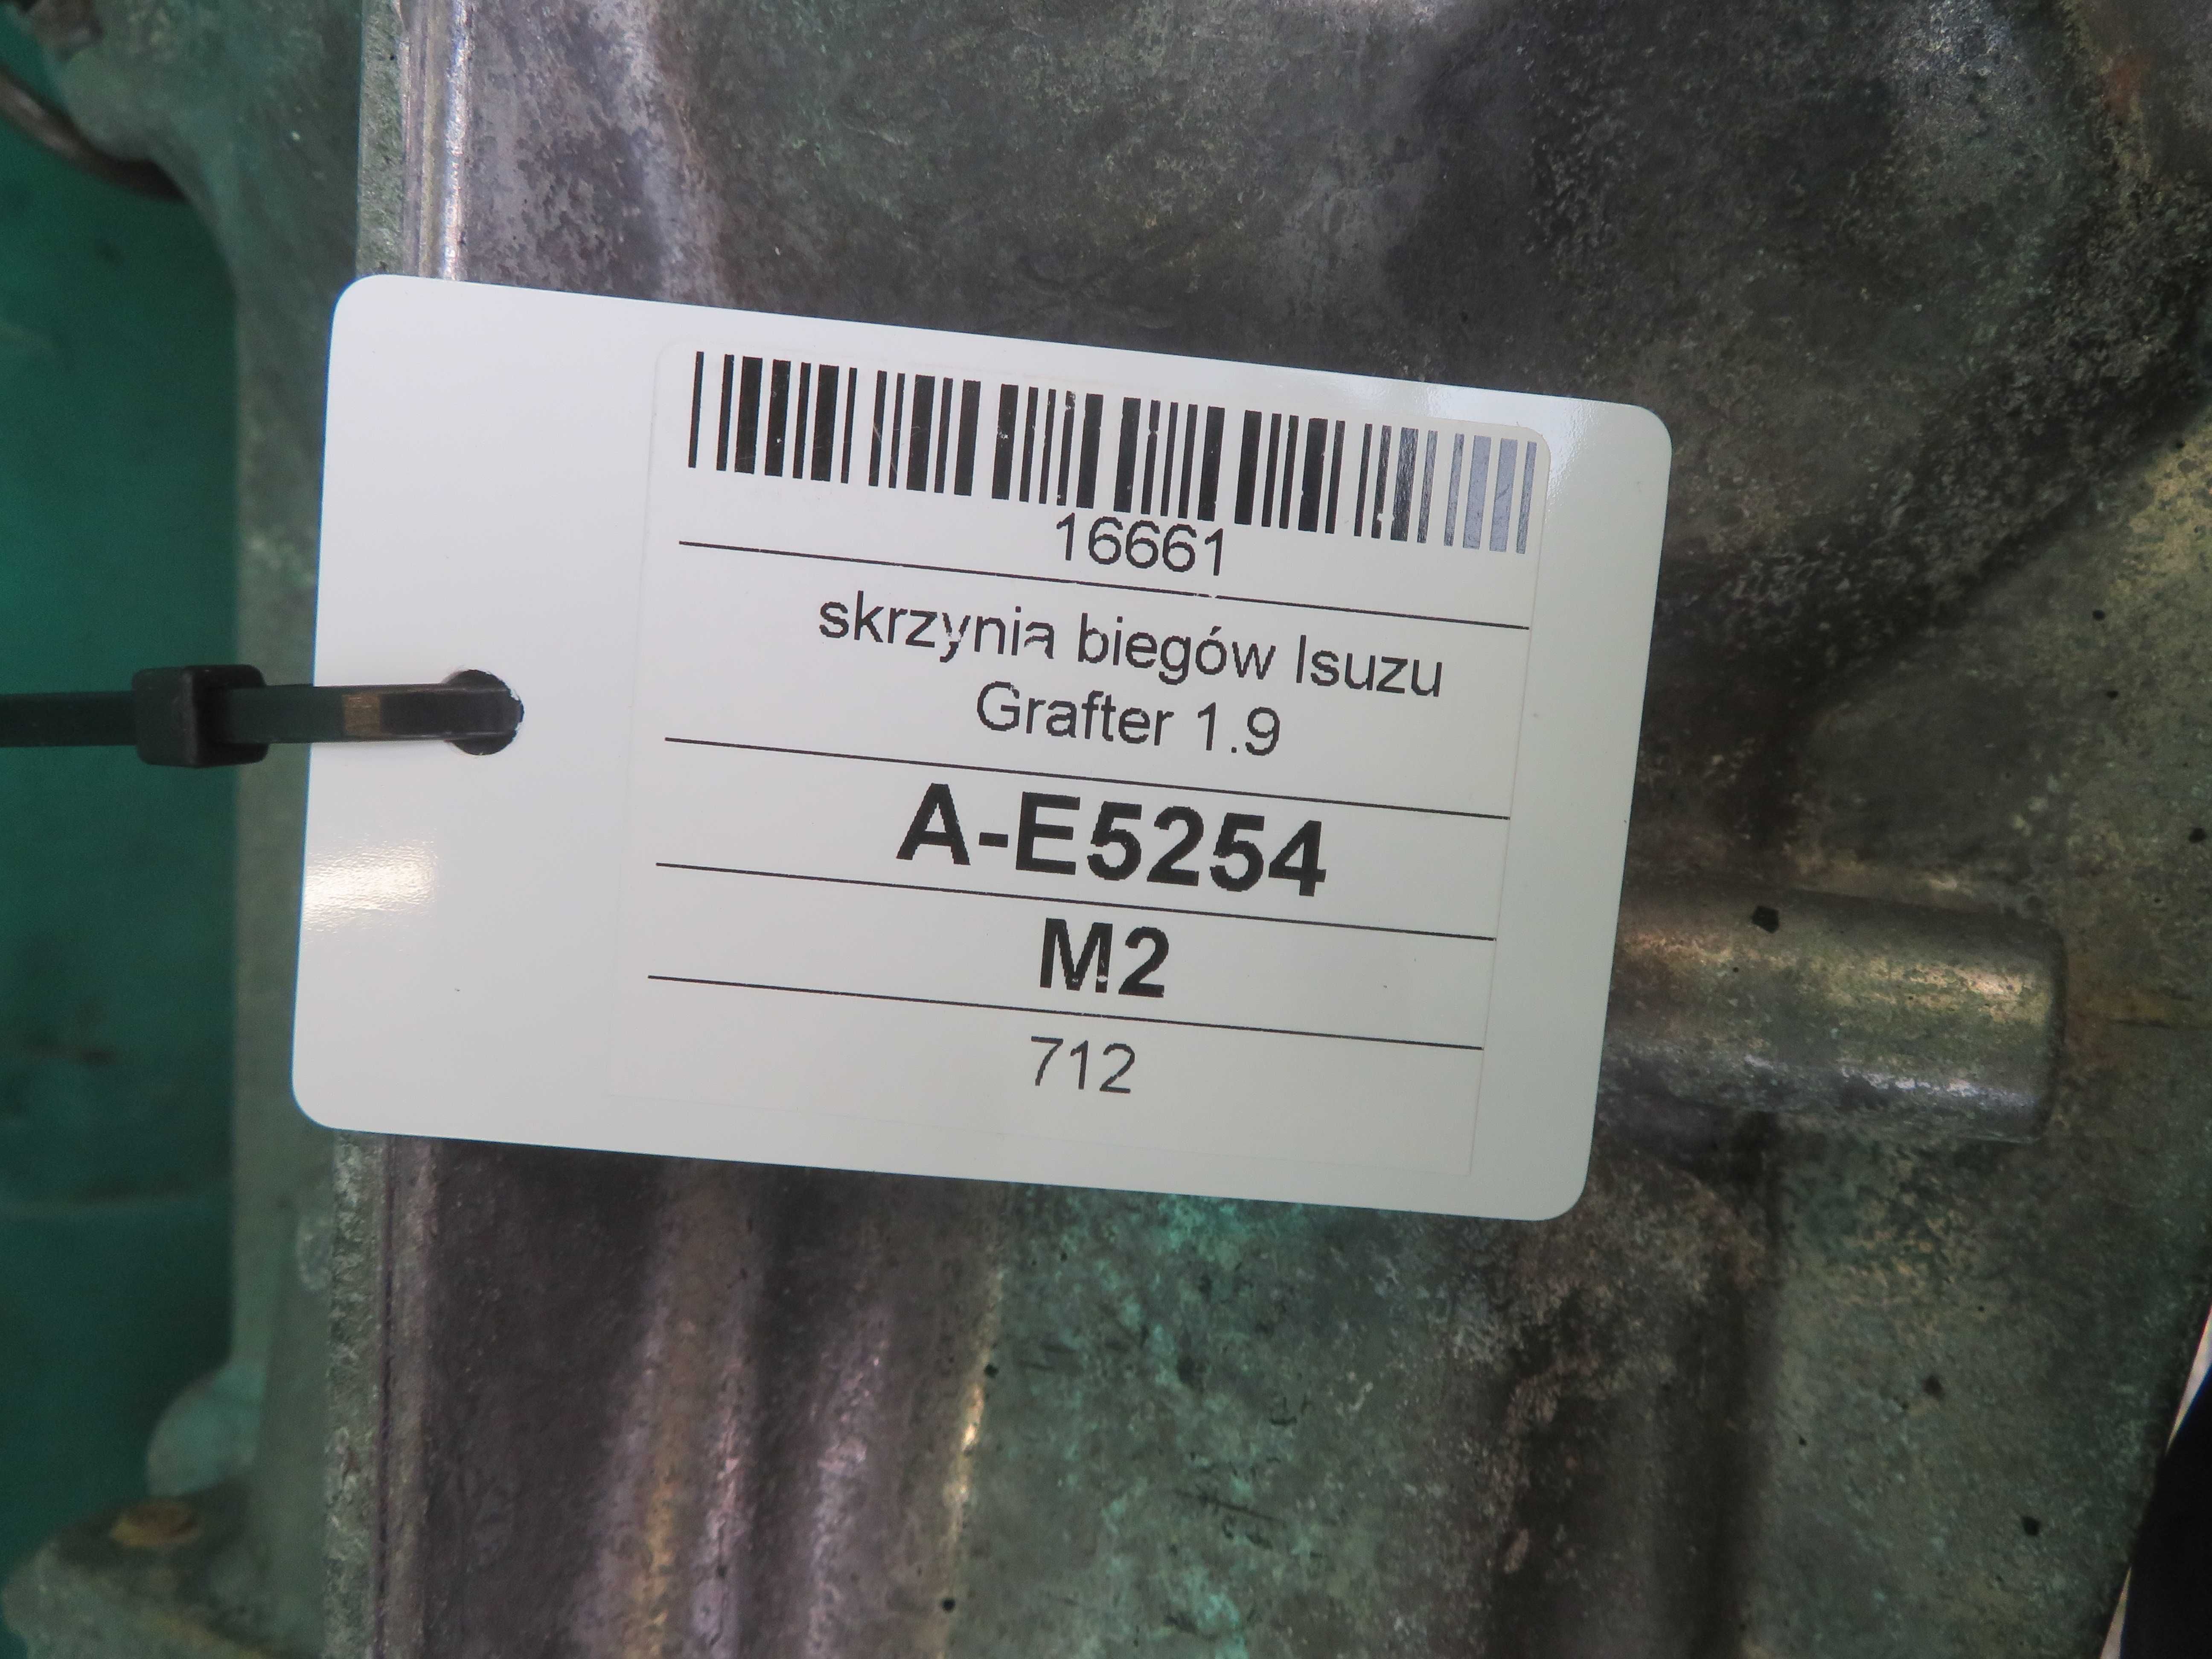 16661
skrzynia biegów Isuzu
Grafter 1.9
A-E5254
M2
712